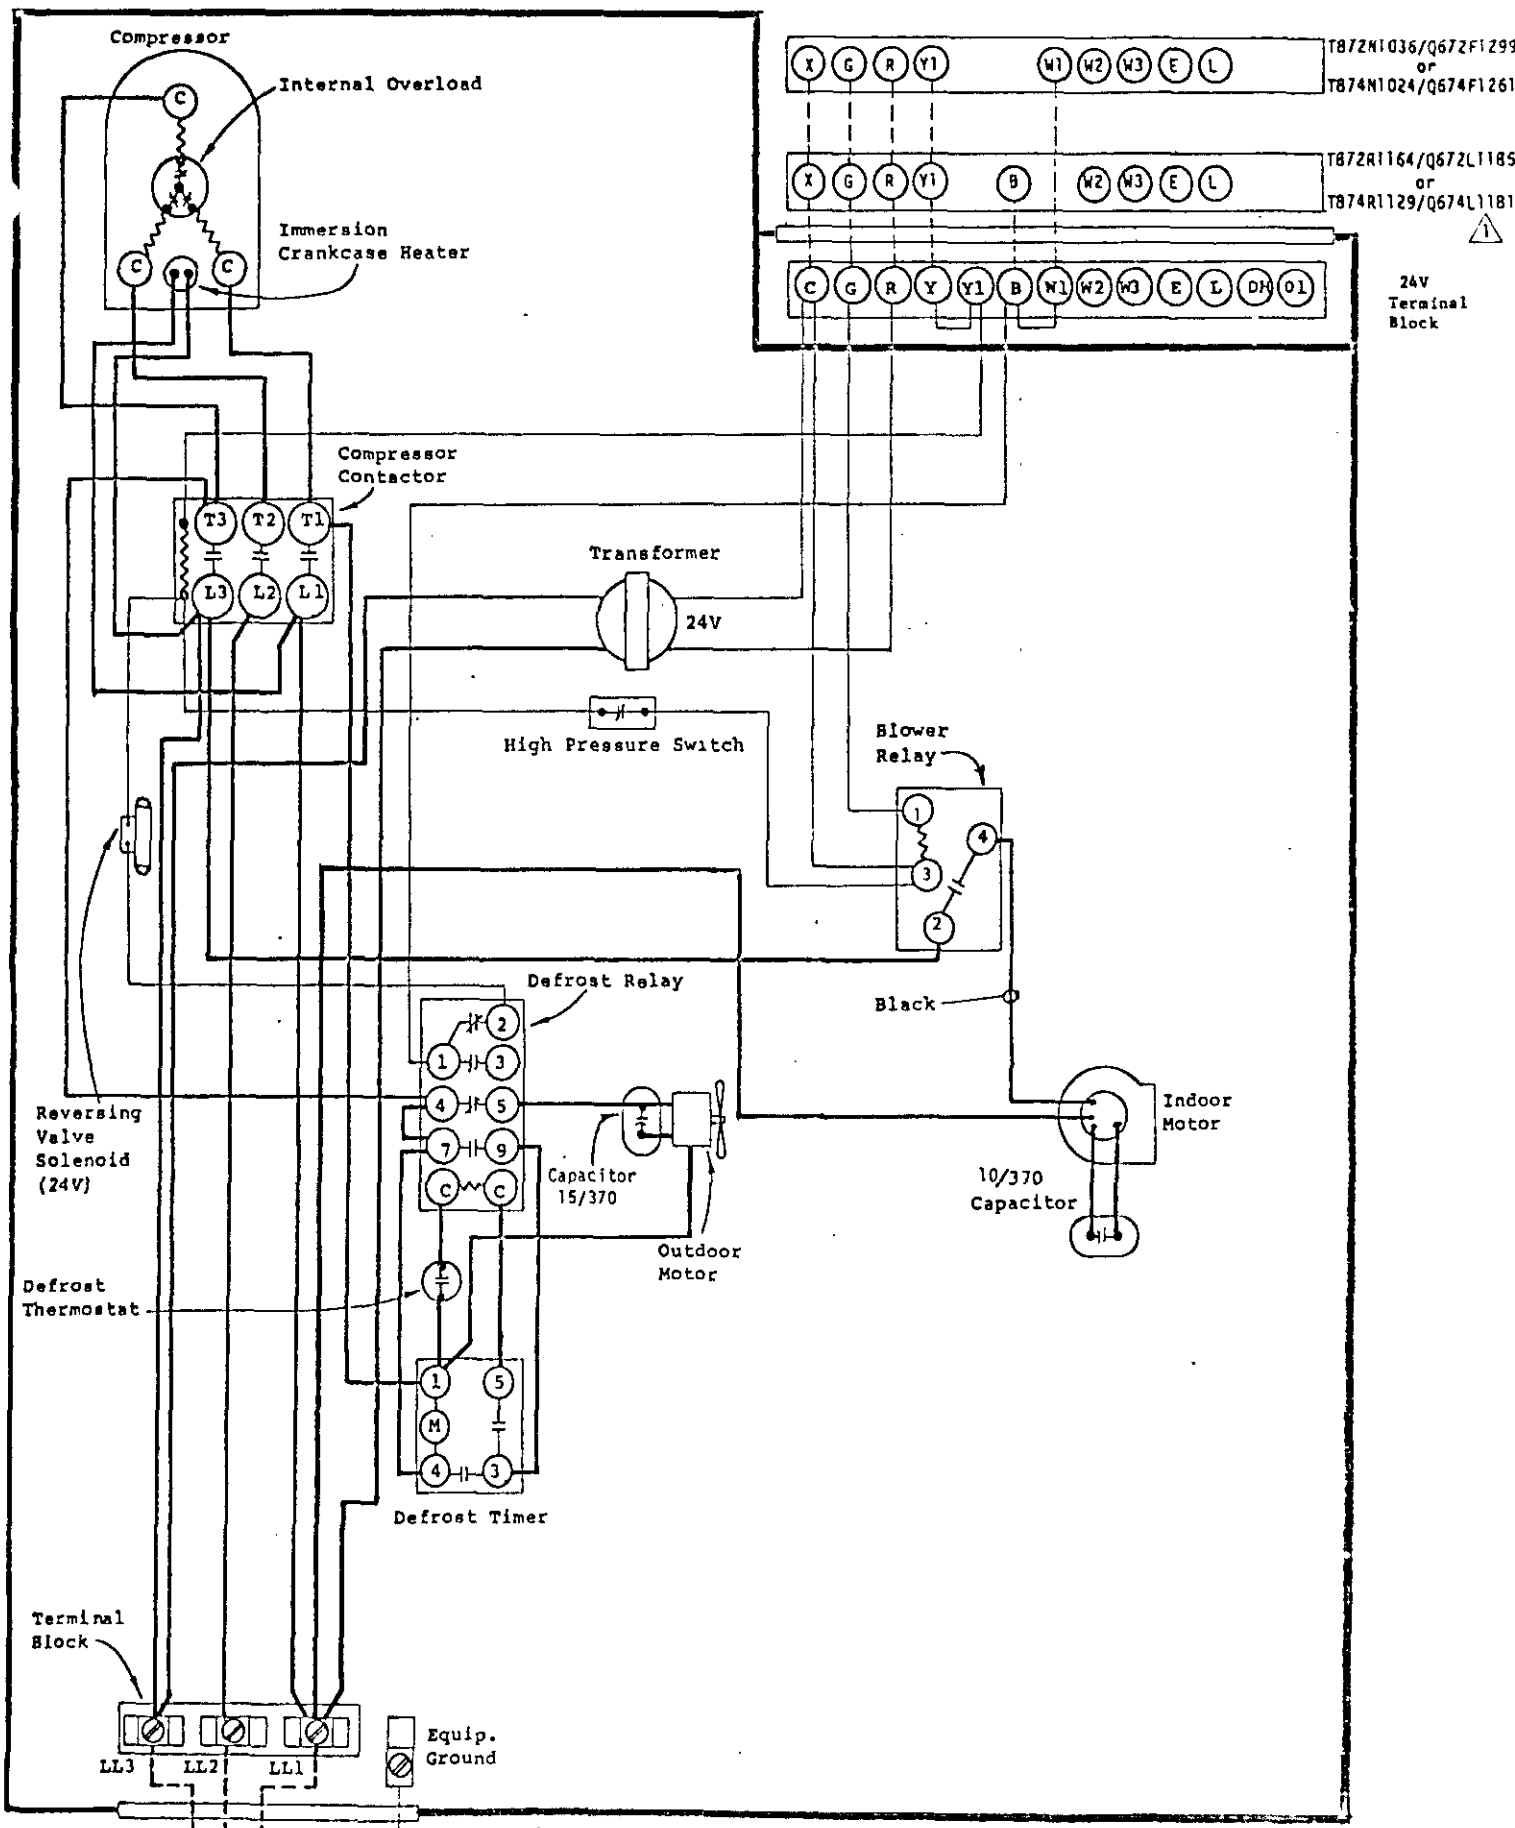 Compressor
Internal Overload
C
Immersion
Crankcase Heater
C
C
T872N1036/Q672F1299
or
T874N1024/Q674F1261
X G R Y1 W1 W2 W3 E L
T872R1164/Q672L1185
or
T874R1129/Q674L1181
X G R Y1 B W2 W3 E L
1
C G R Y Y1 B W1 W2 W3 E L DH O1
24V
Terminal
Block
Compressor
Contactor
T3 T2 T1
L3 L2 L1
Transformer
24V
High Pressure Switch
Blower
Relay
1
4
3
2
Defrost Relay
Black
2
1 3
4 5
7 9
C C
Reversing
Valve
Solenoid
(24V)
Capacitor
15/370
Outdoor
Motor
Indoor
Motor
10/370
Capacitor
Defrost
Thermostat
1 5
M
4 3
Defrost Timer
Terminal
Block
LL3 LL2 LL1
Equip.
Ground